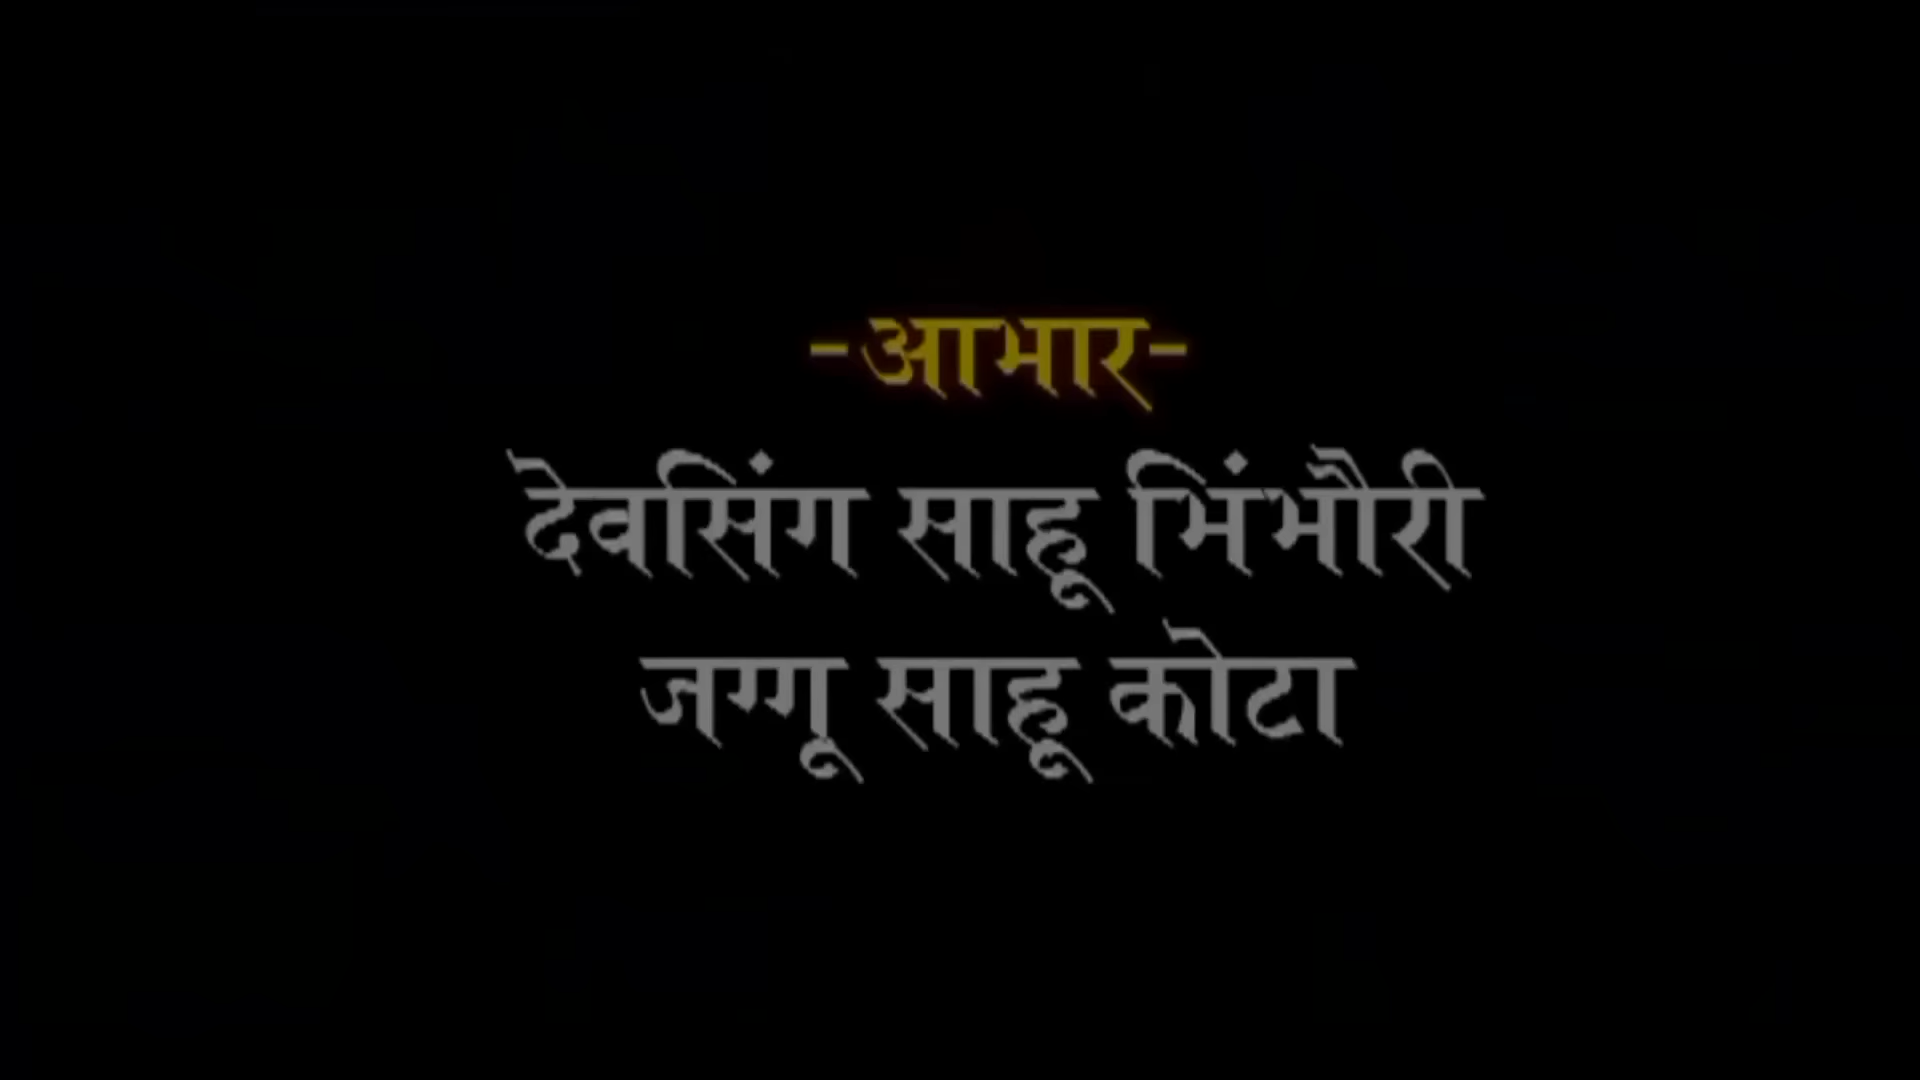 -आभार-
देवसिंग साहू भिंभौरी
जग्गू साहू कोटा